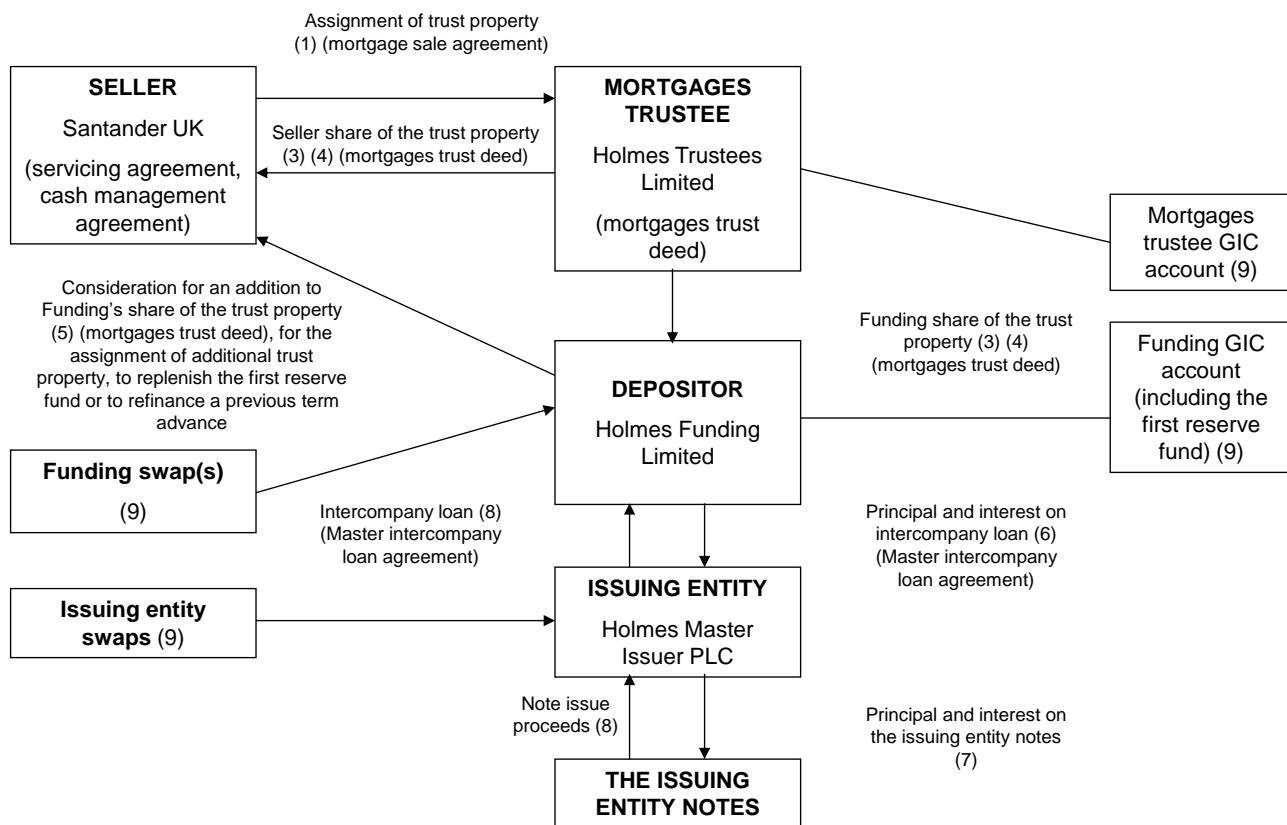 Assignment of trust property
(1) (mortgage sale agreement)
SELLER
Santander UK
(servicing agreement,
cash management
agreement)
MORTGAGES
TRUSTEE
Holmes Trustees
Limited
(mortgages trust
deed)
Seller share of the trust property
(3) (4) (mortgages trust deed)
Mortgages
trustee GIC
account (9)
Consideration for an addition to
Funding's share of the trust property
(5) (mortgages trust deed), for the
assignment of additional trust
property, to replenish the first reserve
fund or to refinance a previous term
advance
Funding share of the trust
property (3) (4)
(mortgages trust deed)
Funding GIC
account
(including the
first reserve
fund) (9)
DEPOSITOR
Holmes Funding
Limited
Funding swap(s)
(9)
Intercompany loan (8)
(Master intercompany
loan agreement)
Principal and interest on
intercompany loan (6)
(Master intercompany
loan agreement)
Issuing entity
swaps (9)
ISSUING ENTITY
Holmes Master
Issuer PLC
Note issue
proceeds (8)
Principal and interest on
the issuing entity notes
(7)
THE ISSUING
ENTITY NOTES